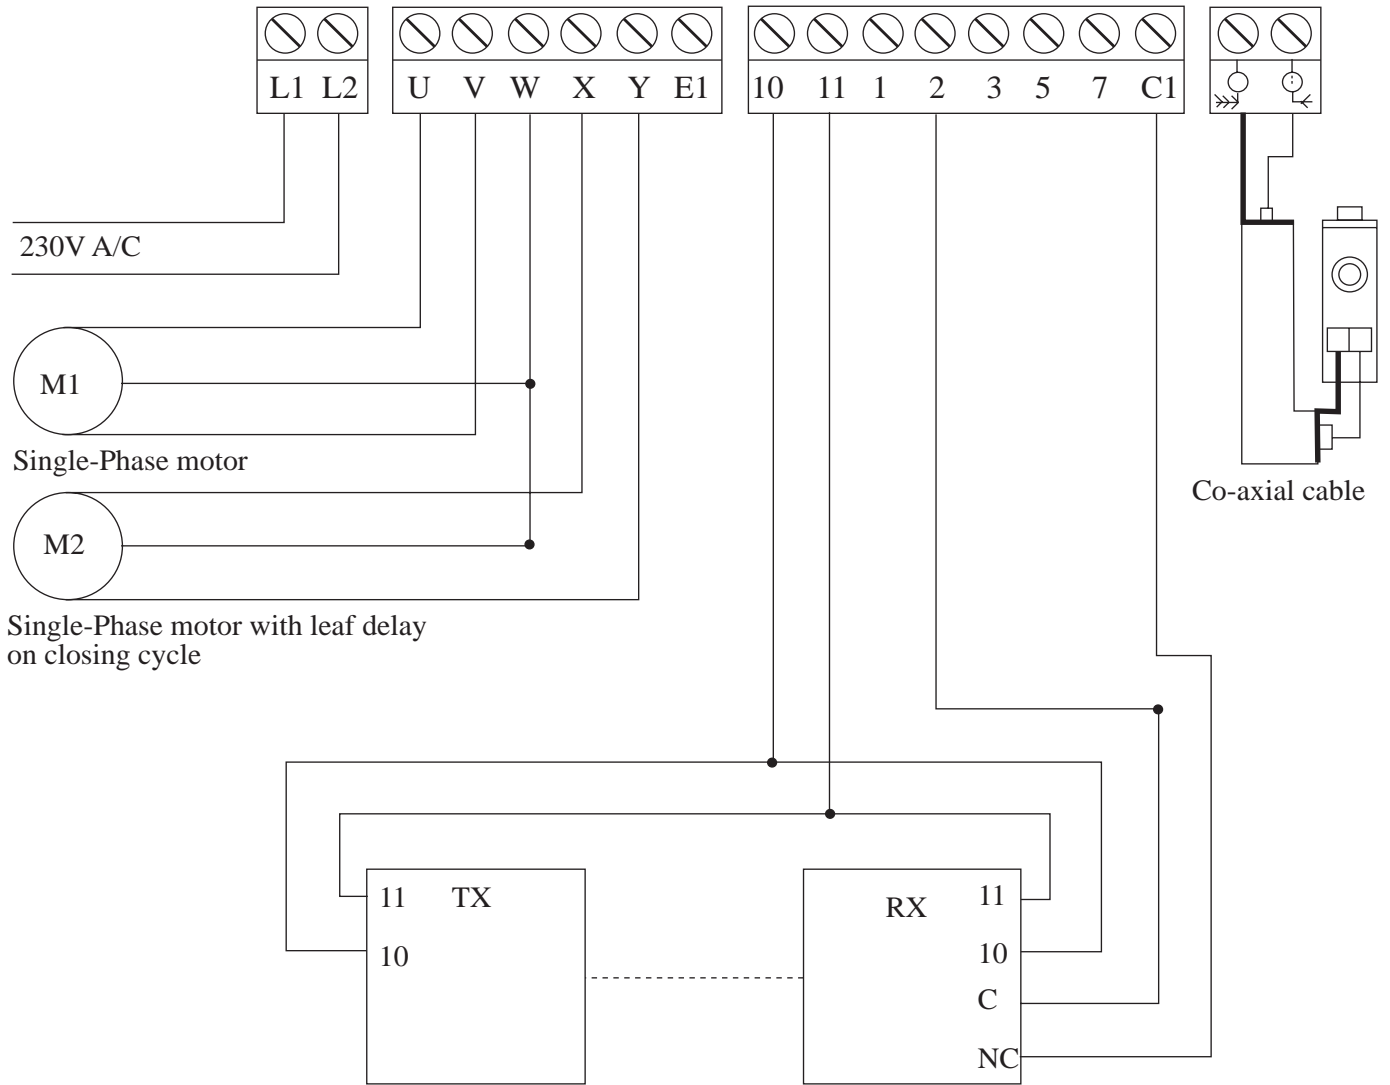 L1 L2 U V W X Y E1 10 11 1 2 3 5 7 C1
230V A/C
M1
Single-Phase motor
Co-axial cable
M2
Single-Phase motor with leaf delay
on closing cycle
11 TX
10
RX 11
10
C
NC